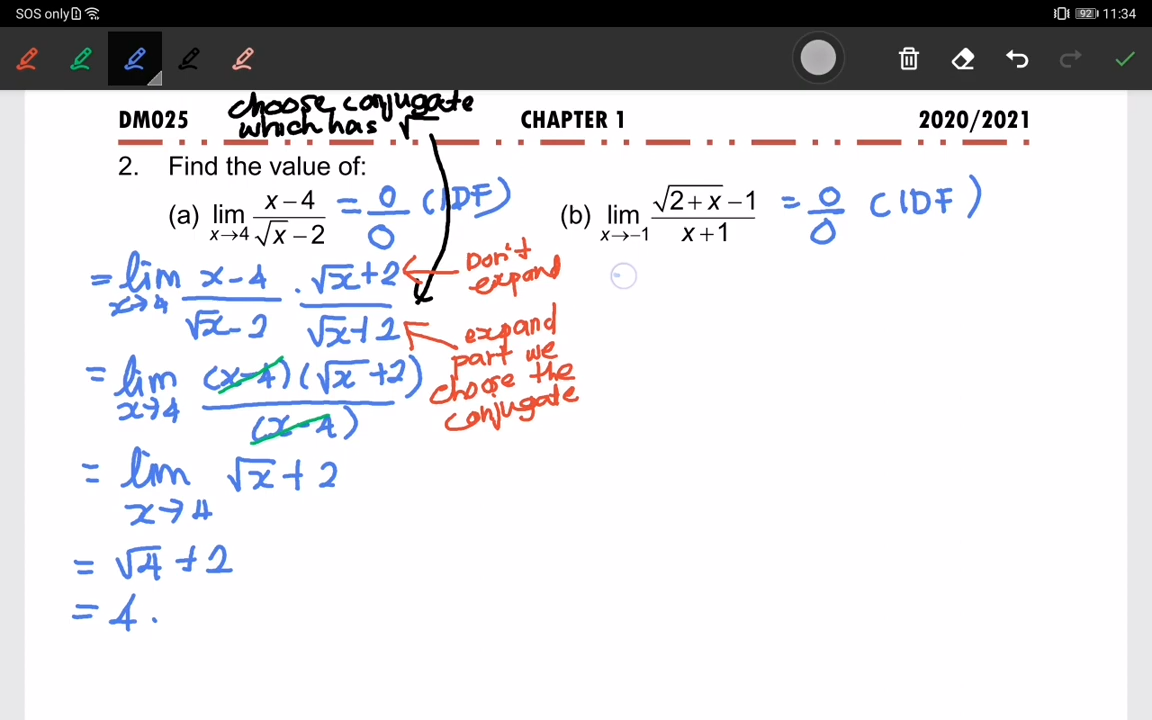 SOS only 92 11:34
choose conjugate
which has √
DM025 CHAPTER 1 2020/2021
2. Find the value of:
(a) lim x→4 (x−4)/(√x−2) = 0/0 (IDF)
= lim x→4 (x-4)/(√x-2) . (√x+2)/(√x+2)
Don't
expand
expand
part we
choose the
conjugate
= lim x→4 (x-4)(√x+2)/(x-4)
= lim x→4 √x+2
= √4+2
= 4.
(b) lim x→−1 (√2+x −1)/(x+1) = 0/0 (IDF)